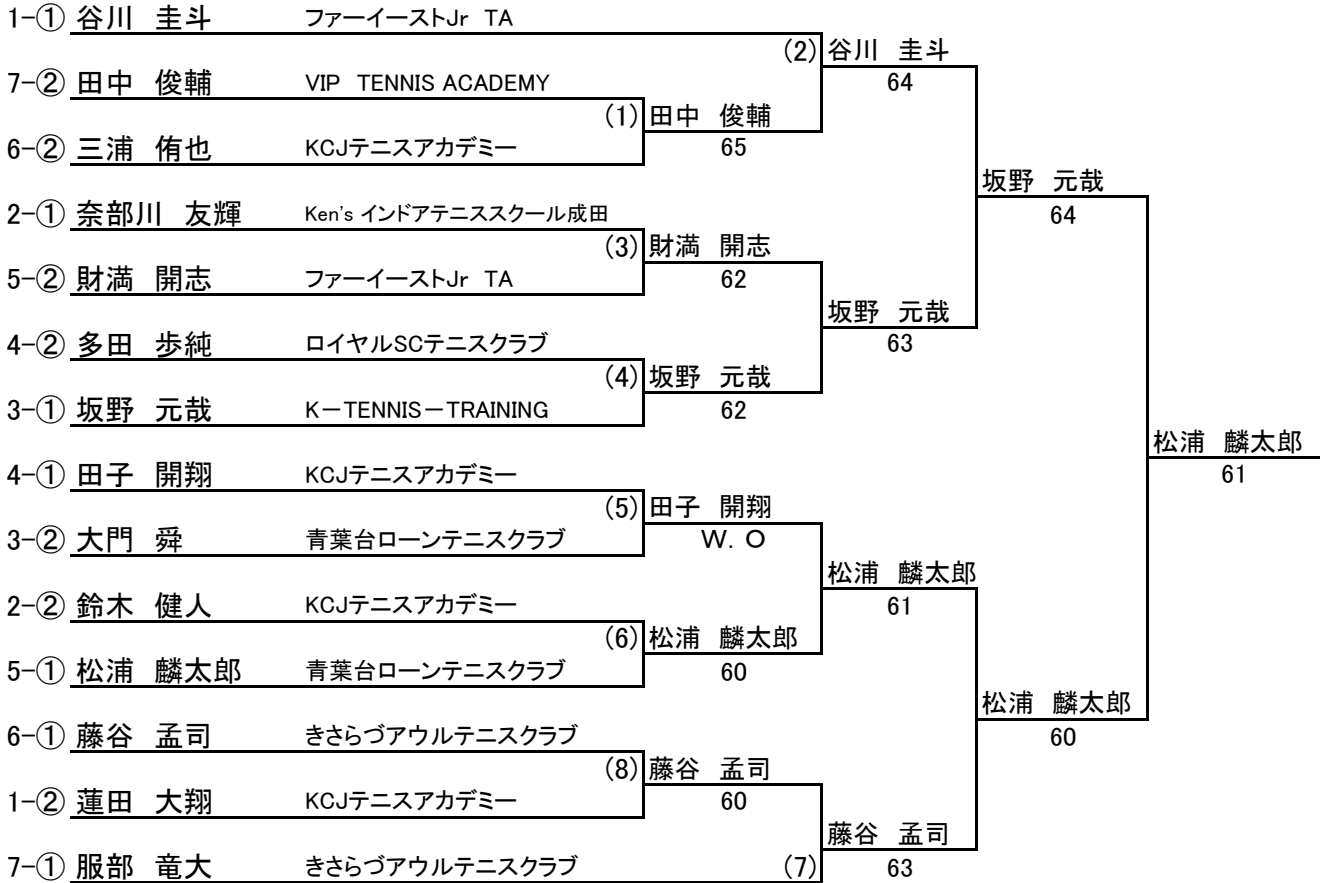 1-① 谷川　圭斗　ファーイーストJr　TA
(2) 谷川　圭斗
64
7-② 田中　俊輔　VIP　TENNIS ACADEMY
(1) 田中　俊輔
65
6-② 三浦　侑也　KCJテニスアカデミー
坂野　元哉
64
2-① 奈部川　友輝　Ken's インドアテニススクール成田
(3) 財満　開志
62
5-② 財満　開志　ファーイーストJr　TA
坂野　元哉
63
4-② 多田　歩純　ロイヤルSCテニスクラブ
(4) 坂野　元哉
62
3-① 坂野　元哉　K－TENNIS－TRAINING
松浦　麟太郎
61
4-① 田子　開翔　KCJテニスアカデミー
(5) 田子　開翔
W．O
3-② 大門　舜　青葉台ローンテニスクラブ
松浦　麟太郎
61
2-② 鈴木　健人　KCJテニスアカデミー
(6) 松浦　麟太郎
60
5-① 松浦　麟太郎　青葉台ローンテニスクラブ
松浦　麟太郎
60
6-① 藤谷　孟司　きさらづアウルテニスクラブ
(8) 藤谷　孟司
60
1-② 蓮田　大翔　KCJテニスアカデミー
藤谷　孟司
63
7-① 服部　竜大　きさらづアウルテニスクラブ　(7)